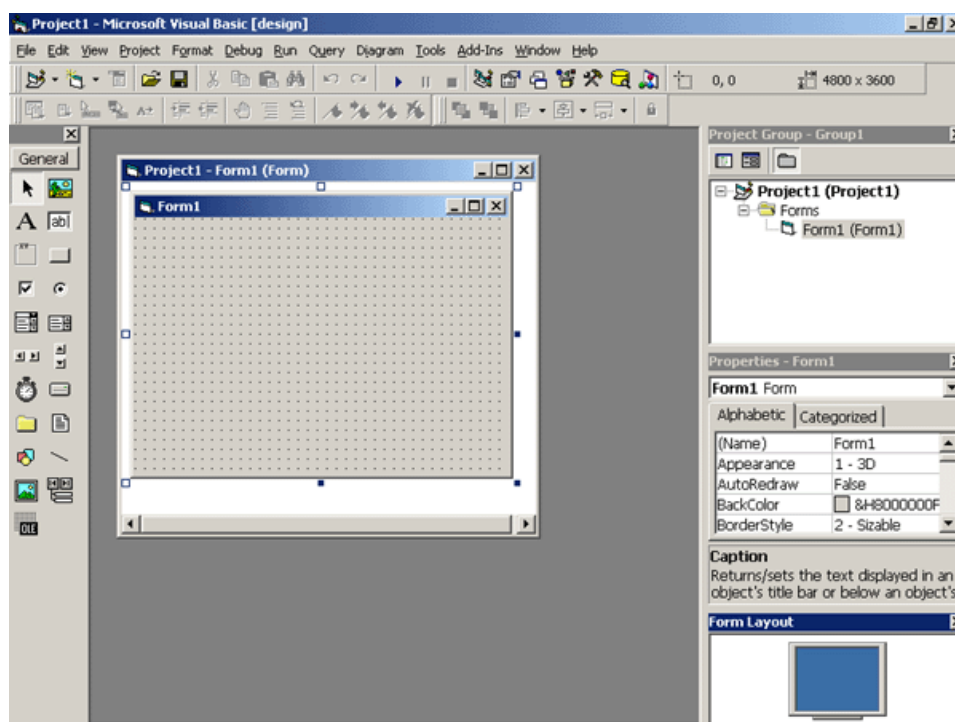 Project1 - Microsoft Visual Basic [design]
File Edit View Project Format Debug Run Query Diagram Tools Add-Ins Window Help
0, 0 4800 x 3600
General
A ab|
OLE
Project1 - Form1 (Form)
Form1
Project Group - Group1
Project1 (Project1)
Forms
Form1 (Form1)
Properties - Form1
Form1 Form
Alphabetic Categorized
(Name) Form1
Appearance 1 - 3D
AutoRedraw False
BackColor &H8000000F
BorderStyle 2 - Sizable
Caption
Returns/sets the text displayed in an
object's title bar or below an object's
Form Layout